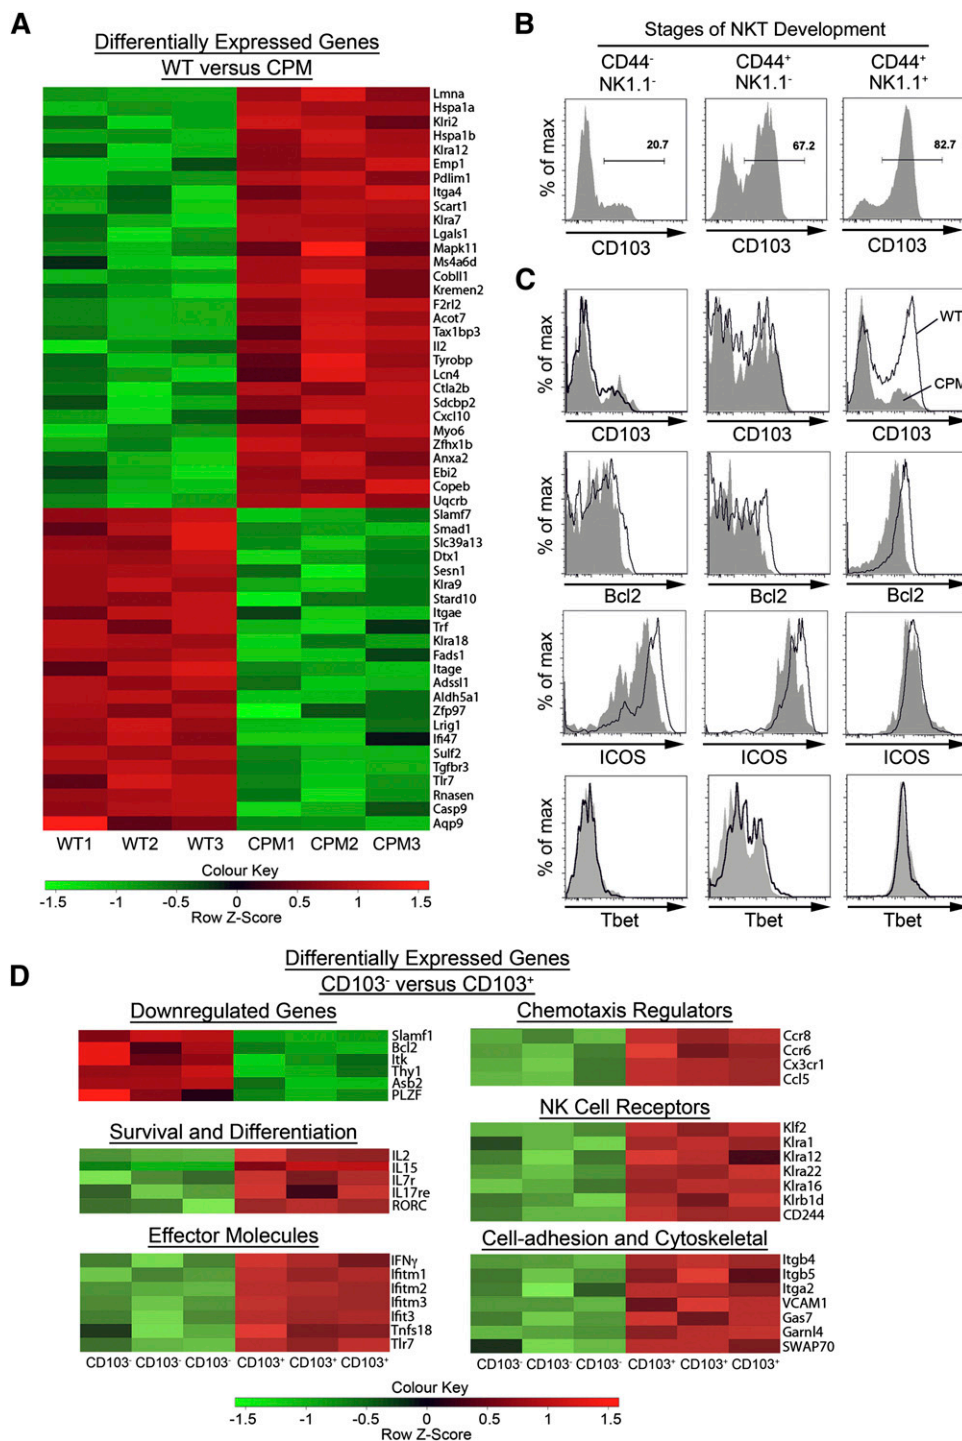 A
Differentially Expressed Genes
WT versus CPM
Lmna
Hspa1a
Klri2
Hspa1b
Klra12
Emp1
Pdlim1
Itga4
Scart1
Klra7
Lgals1
Mapk11
Ms4a6d
Cobll1
Kremen2
F2rl2
Acot7
Tax1bp3
Il2
Tyrobp
Lcn4
Ctla2b
Sdcbp2
Cxcl10
Myo6
Zfhx1b
Anxa2
Ebi2
Copeb
Uqcrb
Slamf7
Smad1
Slc39a13
Dtx1
Sesn1
Klra9
Stard10
Itgae
Trf
Klra18
Fads1
Itage
Adssl1
Aldh5a1
Zfp97
Lrig1
Ifi47
Sulf2
Tgfbr3
Tlr7
Rnasen
Casp9
Aqp9
WT1 WT2 WT3 CPM1 CPM2 CPM3
Colour Key
-1.5 -1 -0.5 0 0.5 1 1.5
Row Z-Score
B
Stages of NKT Development
CD44- CD44+ CD44+
NK1.1- NK1.1- NK1.1+
% of max
20.7 67.2 82.7
CD103 CD103 CD103
C
% of max
WT
CPM
CD103 CD103 CD103
% of max
Bcl2 Bcl2 Bcl2
% of max
ICOS ICOS ICOS
% of max
Tbet Tbet Tbet
D
Differentially Expressed Genes
CD103- versus CD103+
Downregulated Genes
Slamf1
Bcl2
Itk
Thy1
Asb2
PLZF
Survival and Differentiation
IL2
IL15
IL7r
IL17re
RORC
Effector Molecules
IFNγ
Ifitm1
Ifitm2
Ifitm3
Ifit3
Tnfs18
Tlr7
CD103- CD103- CD103- CD103+ CD103+ CD103+
Chemotaxis Regulators
Ccr8
Ccr6
Cx3cr1
Ccl5
NK Cell Receptors
Klf2
Klra1
Klra12
Klra22
Klra16
Klrb1d
CD244
Cell-adhesion and Cytoskeletal
Itgb4
Itgb5
Itga2
VCAM1
Gas7
Garnl4
SWAP70
CD103- CD103- CD103- CD103+ CD103+ CD103+
Colour Key
-1.5 -1 -0.5 0 0.5 1 1.5
Row Z-Score